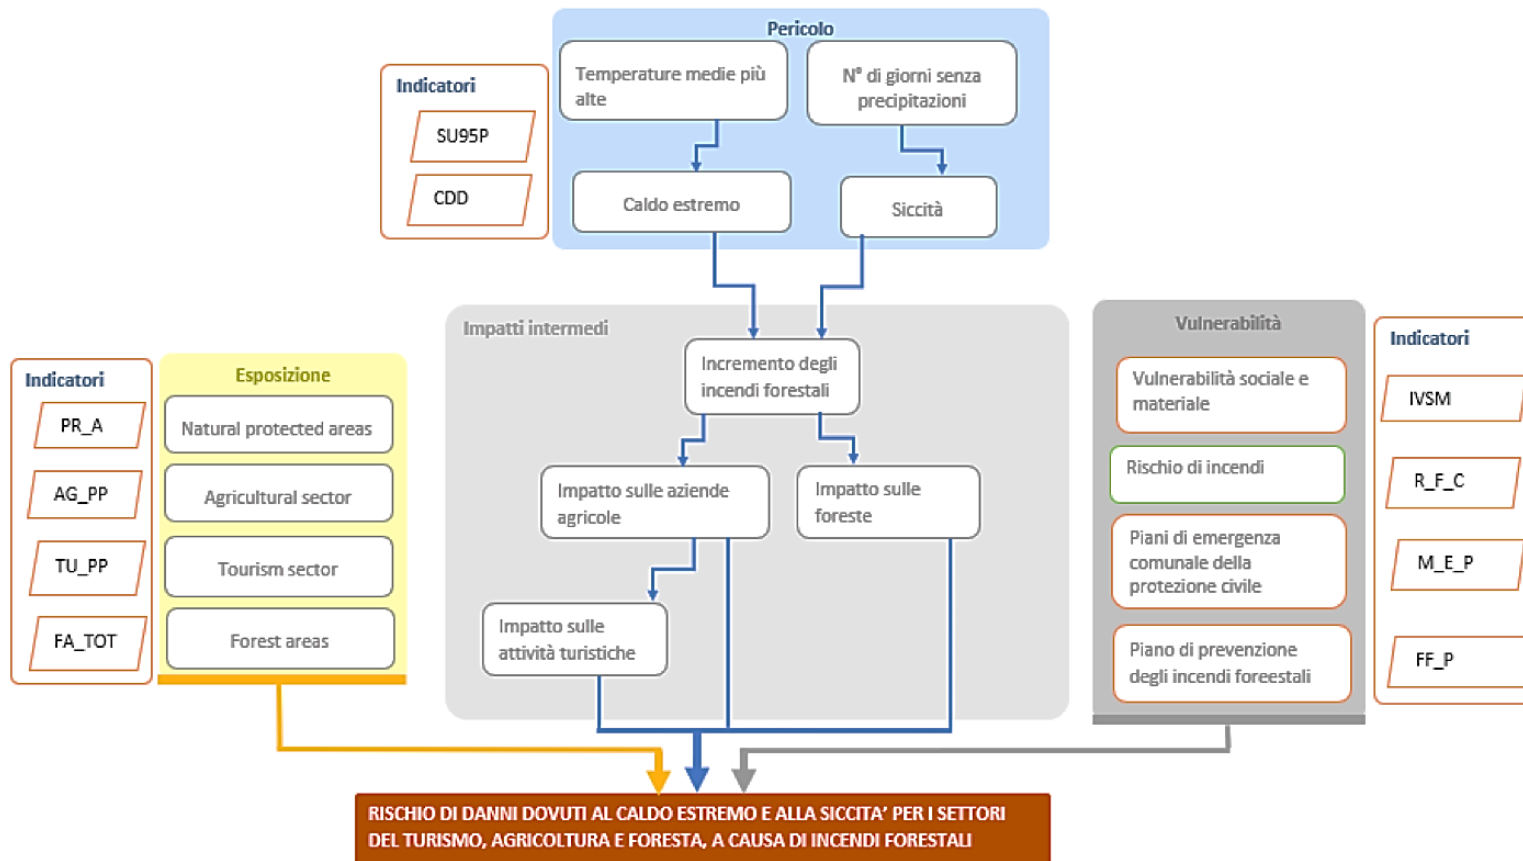 Pericolo
Indicatori
SU95P
CDD
Temperature medie più
alte
N° di giorni senza
precipitazioni
Caldo estremo
Siccità
Impatti intermedi
Incremento degli
incendi forestali
Impatto sulle aziende
agricole
Impatto sulle
foreste
Impatto sulle
attività turistiche
Indicatori
PR_A
AG_PP
TU_PP
FA_TOT
Esposizione
Natural protected areas
Agricultural sector
Tourism sector
Forest areas
Vulnerabilità
Vulnerabilità sociale e
materiale
Rischio di incendi
Piani di emergenza
comunale della
protezione civile
Piano di prevenzione
degli incendi foreestali
Indicatori
IVSM
R_F_C
M_E_P
FF_P
RISCHIO DI DANNI DOVUTI AL CALDO ESTREMO E ALLA SICCITA’ PER I SETTORI
DEL TURISMO, AGRICOLTURA E FORESTA, A CAUSA DI INCENDI FORESTALI